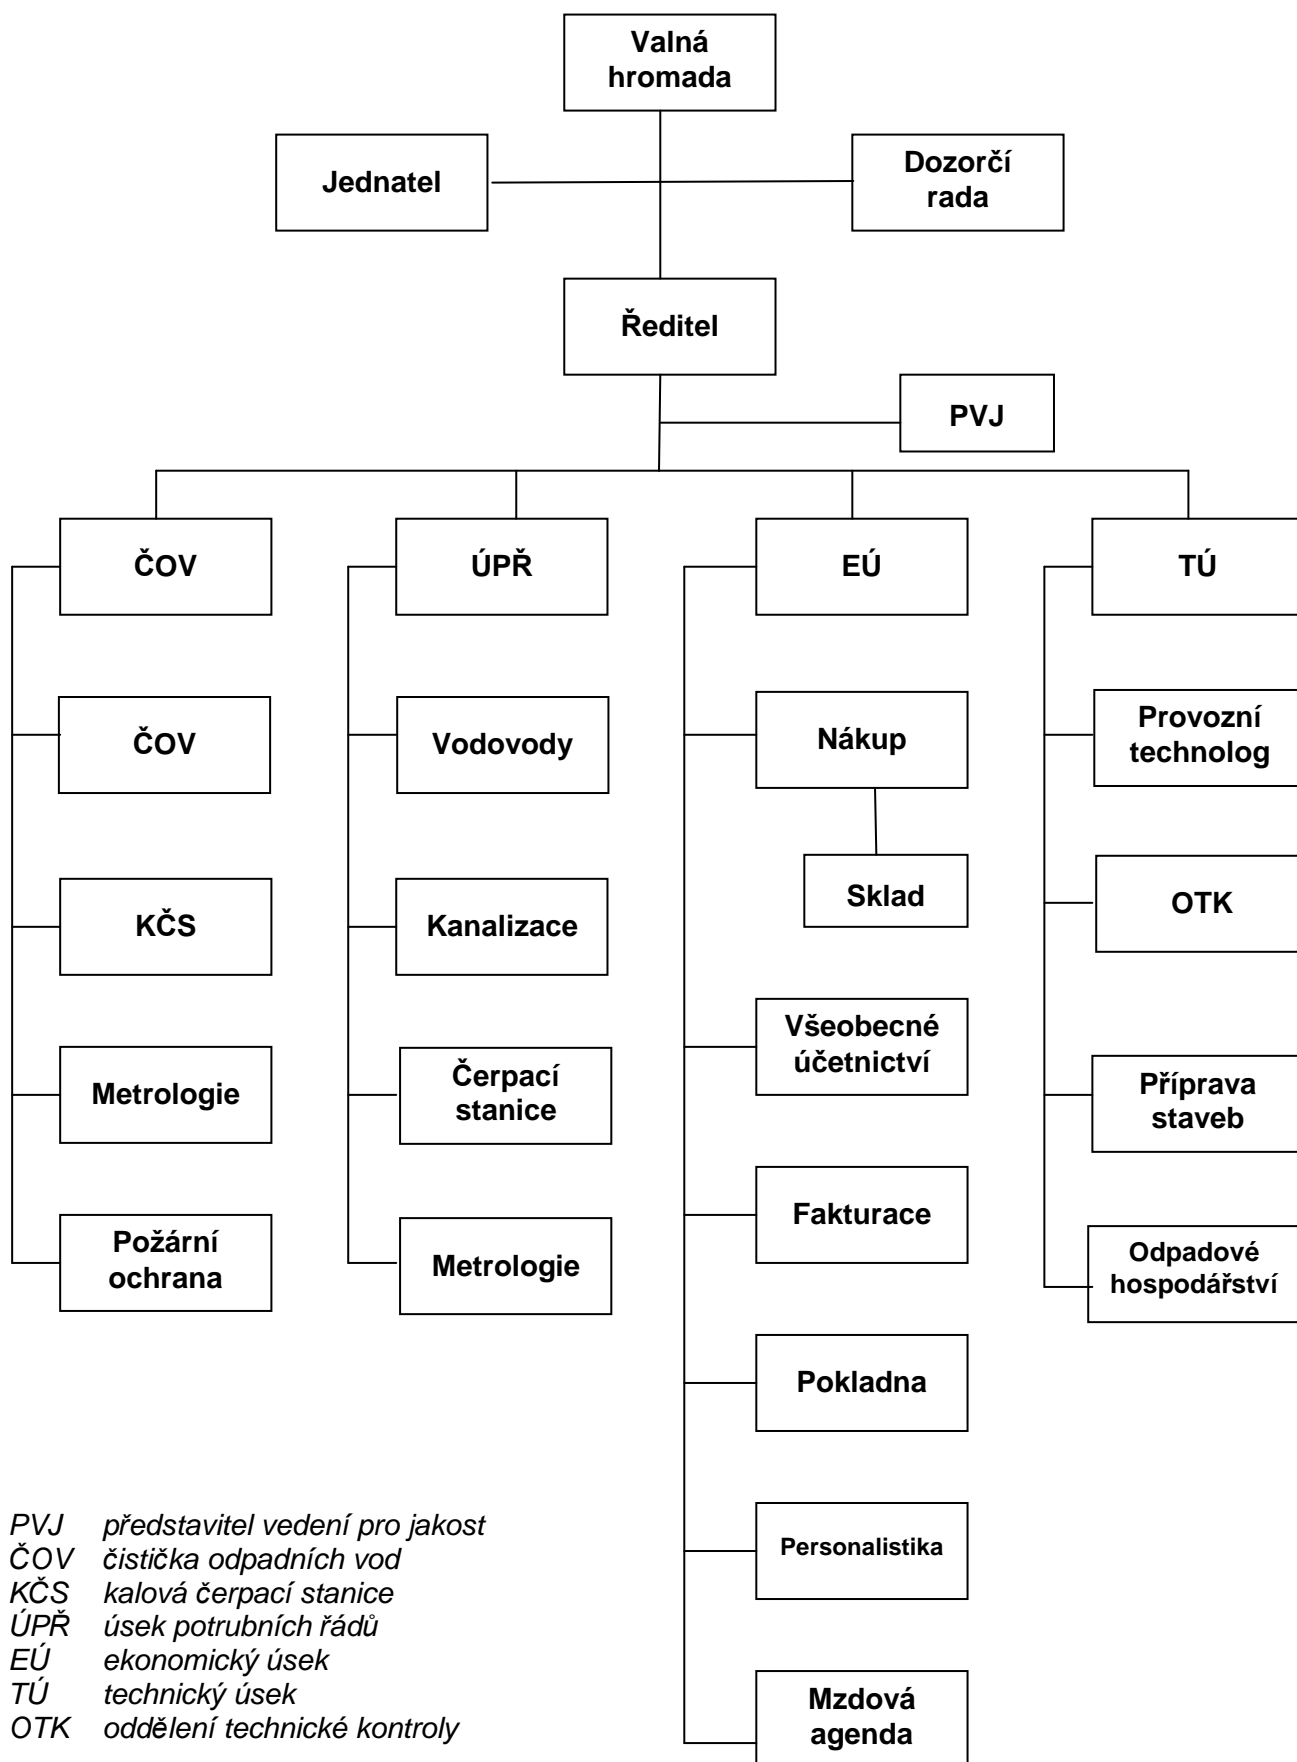 Valná
hromada
Jednatel
Dozorčí
rada
Ředitel
PVJ
ČOV
ÚPŘ
EÚ
TÚ
ČOV
Vodovody
Nákup
Provozní
technolog
Sklad
KČS
Kanalizace
OTK
Všeobecné
účetnictví
Metrologie
Čerpací
stanice
Příprava
staveb
Fakturace
Požární
ochrana
Metrologie
Odpadové
hospodářství
Pokladna
Personalistika
Mzdová
agenda
PVJ představitel vedení pro jakost
ČOV čistička odpadních vod
KČS kalová čerpací stanice
ÚPŘ úsek potrubních řádů
EÚ ekonomický úsek
TÚ technický úsek
OTK oddělení technické kontroly